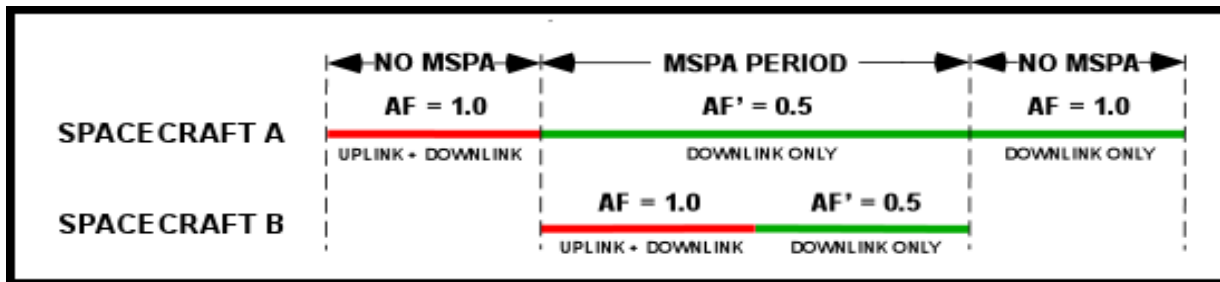 NO MSPA MSPA PERIOD NO MSPA
AF = 1.0 AF' = 0.5 AF = 1.0
SPACECRAFT A
UPLINK + DOWNLINK DOWNLINK ONLY DOWNLINK ONLY
AF = 1.0 AF' = 0.5
SPACECRAFT B
UPLINK + DOWNLINK DOWNLINK ONLY